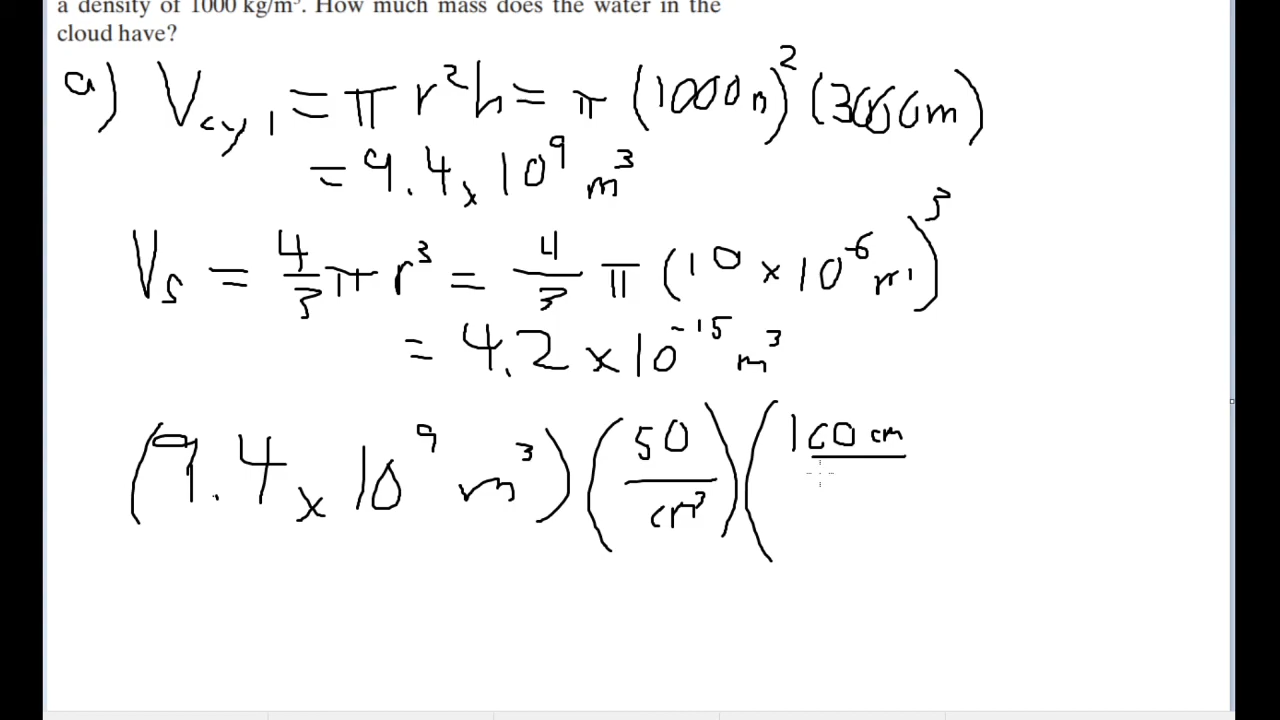 a density of 1000 kg/m³. How much mass does the water in the
cloud have?
a) Vcyl = π r²h = π (1000m)² (3000m)
= 9.4 x 10⁹ m³
Vs = 4/3 π r³ = 4/3 π (10 x 10⁻⁶ m)³
= 4.2 x 10⁻¹⁵ m³
(9.4 x 10⁹ m³) (50/cm³) (100 cm